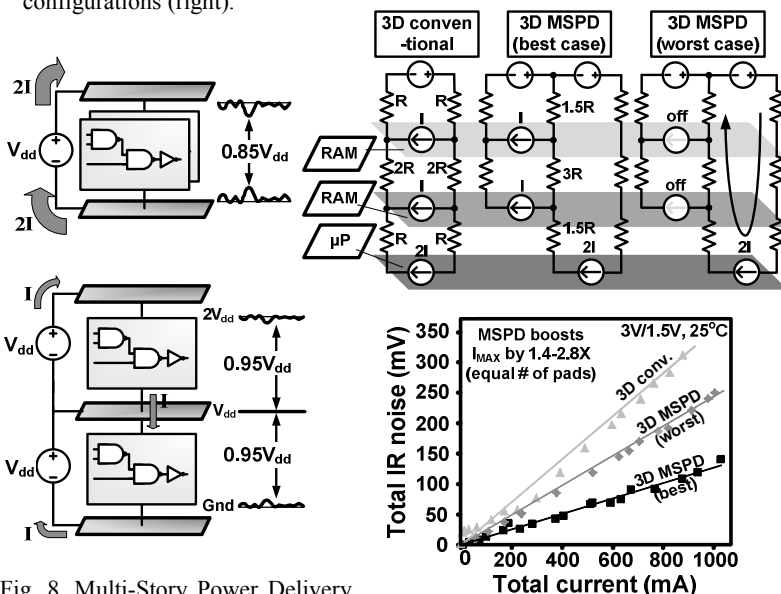 configurations (right).
2I
Vdd
+
−
2I
0.85Vdd
3D conven
-tional
3D MSPD
(best case)
3D MSPD
(worst case)
- +
- +
- +
- +
- +
R
R
1.5R
I
I
off
RAM
2R
2R
3R
I
I
off
RAM
R
R
1.5R
μP
2I
2I
2I
I
Vdd
+
−
2Vdd
0.95Vdd
I
Vdd
Vdd
+
−
0.95Vdd
Gnd
I
Total IR noise (mV)
350
300
250
200
150
100
50
0
MSPD boosts
IMAX by 1.4-2.8X
(equal # of pads)
3V/1.5V, 25°C
3D conv.
3D MSPD
(worst)
3D MSPD
(best)
0
200
400
600
800
1000
Total current (mA)
Fig. 8 Multi-Story Power Delivery